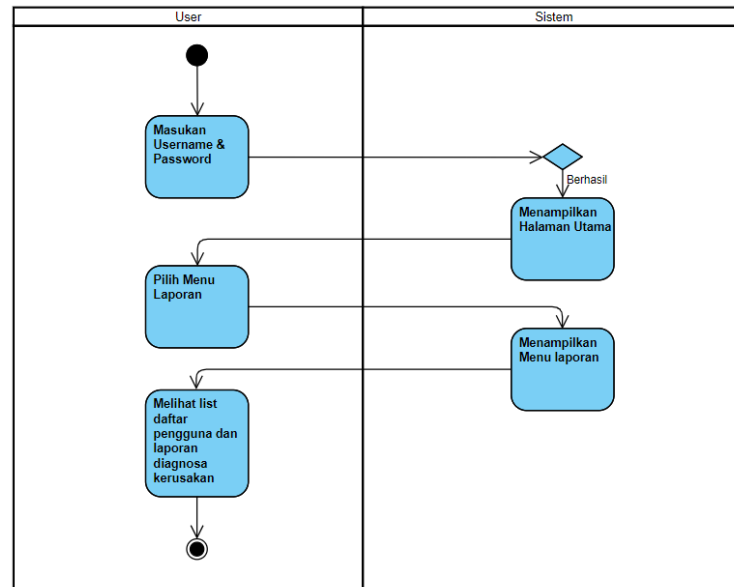 User
Sistem
Masukan
Username &
Password
Berhasil
Menampilkan
Halaman Utama
Pilih Menu
Laporan
Menampilkan
Menu laporan
Melihat list
daftar
pengguna dan
laporan
diagnosa
kerusakan